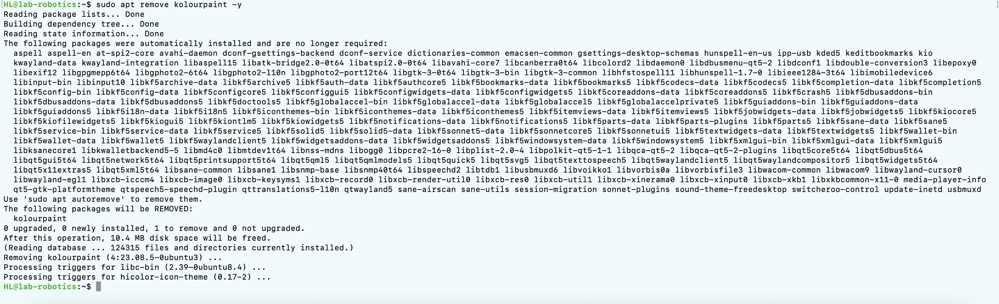 HL@lab-robotics:~$ sudo apt remove kolourpaint -y
Reading package lists... Done
Building dependency tree... Done
Reading state information... Done
The following packages were automatically installed and are no longer required:
  aspell aspell-en at-spi2-core avahi-daemon dconf-gsettings-backend dconf-service dictionaries-common emacsen-common gsettings-desktop-schemas hunspell-en-us ipp-usb kded5 keditbookmarks kio
  kwayland-data kwayland-integration libaspell15 libatk-bridge2.0-0t64 libatspi2.0-0t64 libavahi-core7 libcanberra0t64 libcolord2 libdaemon0 libdbusmenu-qt5-2 libdconf1 libdouble-conversion3 libepoxy0
  libexif12 libgpgmepp6t64 libgphoto2-6t64 libgphoto2-l10n libgphoto2-port12t64 libgtk-3-0t64 libgtk-3-bin libgtk-3-common libhfstospell11 libhunspell-1.7-0 libieee1284-3t64 libimobiledevice6
  libinput-bin libinput10 libkf5archive-data libkf5archive5 libkf5auth-data libkf5authcore5 libkf5bookmarks-data libkf5bookmarks5 libkf5codecs-data libkf5codecs5 libkf5completion-data libkf5completion5
  libkf5config-bin libkf5config-data libkf5configcore5 libkf5configgui5 libkf5configwidgets-data libkf5configwidgets5 libkf5coreaddons-data libkf5coreaddons5 libkf5crash5 libkf5dbusaddons-bin
  libkf5dbusaddons-data libkf5dbusaddons5 libkf5doctools5 libkf5globalaccel-bin libkf5globalaccel-data libkf5globalaccel5 libkf5globalaccelprivate5 libkf5guiaddons-bin libkf5guiaddons-data
  libkf5guiaddons5 libkf5i18n-data libkf5i18n5 libkf5iconthemes-bin libkf5iconthemes-data libkf5iconthemes5 libkf5itemviews-data libkf5itemviews5 libkf5jobwidgets-data libkf5jobwidgets5 libkf5kiocore5
  libkf5kiofilewidgets5 libkf5kiogui5 libkf5kiontlm5 libkf5kiowidgets5 libkf5notifications-data libkf5notifications5 libkf5parts-data libkf5parts-plugins libkf5parts5 libkf5sane-data libkf5sane5
  libkf5service-bin libkf5service-data libkf5service5 libkf5solid5 libkf5solid5-data libkf5sonnet5-data libkf5sonnetcore5 libkf5sonnetui5 libkf5textwidgets-data libkf5textwidgets5 libkf5wallet-bin
  libkf5wallet-data libkf5wallet5 libkf5waylandclient5 libkf5widgetsaddons-data libkf5widgetsaddons5 libkf5windowsystem-data libkf5windowsystem5 libkf5xmlgui-bin libkf5xmlgui-data libkf5xmlgui5
  libksanecore1 libkwalletbackend5-5 libmd4c0 libmtdev1t64 libnss-mdns libogg0 libpcre2-16-0 libplist-2.0-4 libpolkit-qt5-1-1 libqca-qt5-2 libqca-qt5-2-plugins libqt5core5t64 libqt5dbus5t64
  libqt5gui5t64 libqt5network5t64 libqt5printsupport5t64 libqt5qml5 libqt5qmlmodels5 libqt5quick5 libqt5svg5 libqt5texttospeech5 libqt5waylandclient5 libqt5waylandcompositor5 libqt5widgets5t64
  libqt5x11extras5 libqt5xml5t64 libsane-common libsane1 libsnmp-base libsnmp40t64 libspeechd2 libtdb1 libusbmuxd6 libvoikko1 libvorbis0a libvorbisfile3 libwacom-common libwacom9 libwayland-cursor0
  libwayland-egl1 libxcb-icccm4 libxcb-image0 libxcb-keysyms1 libxcb-record0 libxcb-render-util0 libxcb-res0 libxcb-util1 libxcb-xinerama0 libxcb-xinput0 libxcb-xkb1 libxkbcommon-x11-0 media-player-info
  qt5-gtk-platformtheme qtspeech5-speechd-plugin qttranslations5-l10n qtwayland5 sane-airscan sane-utils session-migration sonnet-plugins sound-theme-freedesktop switcheroo-control update-inetd usbmuxd
Use 'sudo apt autoremove' to remove them.
The following packages will be REMOVED:
  kolourpaint
0 upgraded, 0 newly installed, 1 to remove and 0 not upgraded.
After this operation, 10.4 MB disk space will be freed.
(Reading database ... 124315 files and directories currently installed.)
Removing kolourpaint (4:23.08.5-0ubuntu3) ...
Processing triggers for libc-bin (2.39-0ubuntu8.4) ...
Processing triggers for hicolor-icon-theme (0.17-2) ...
HL@lab-robotics:~$